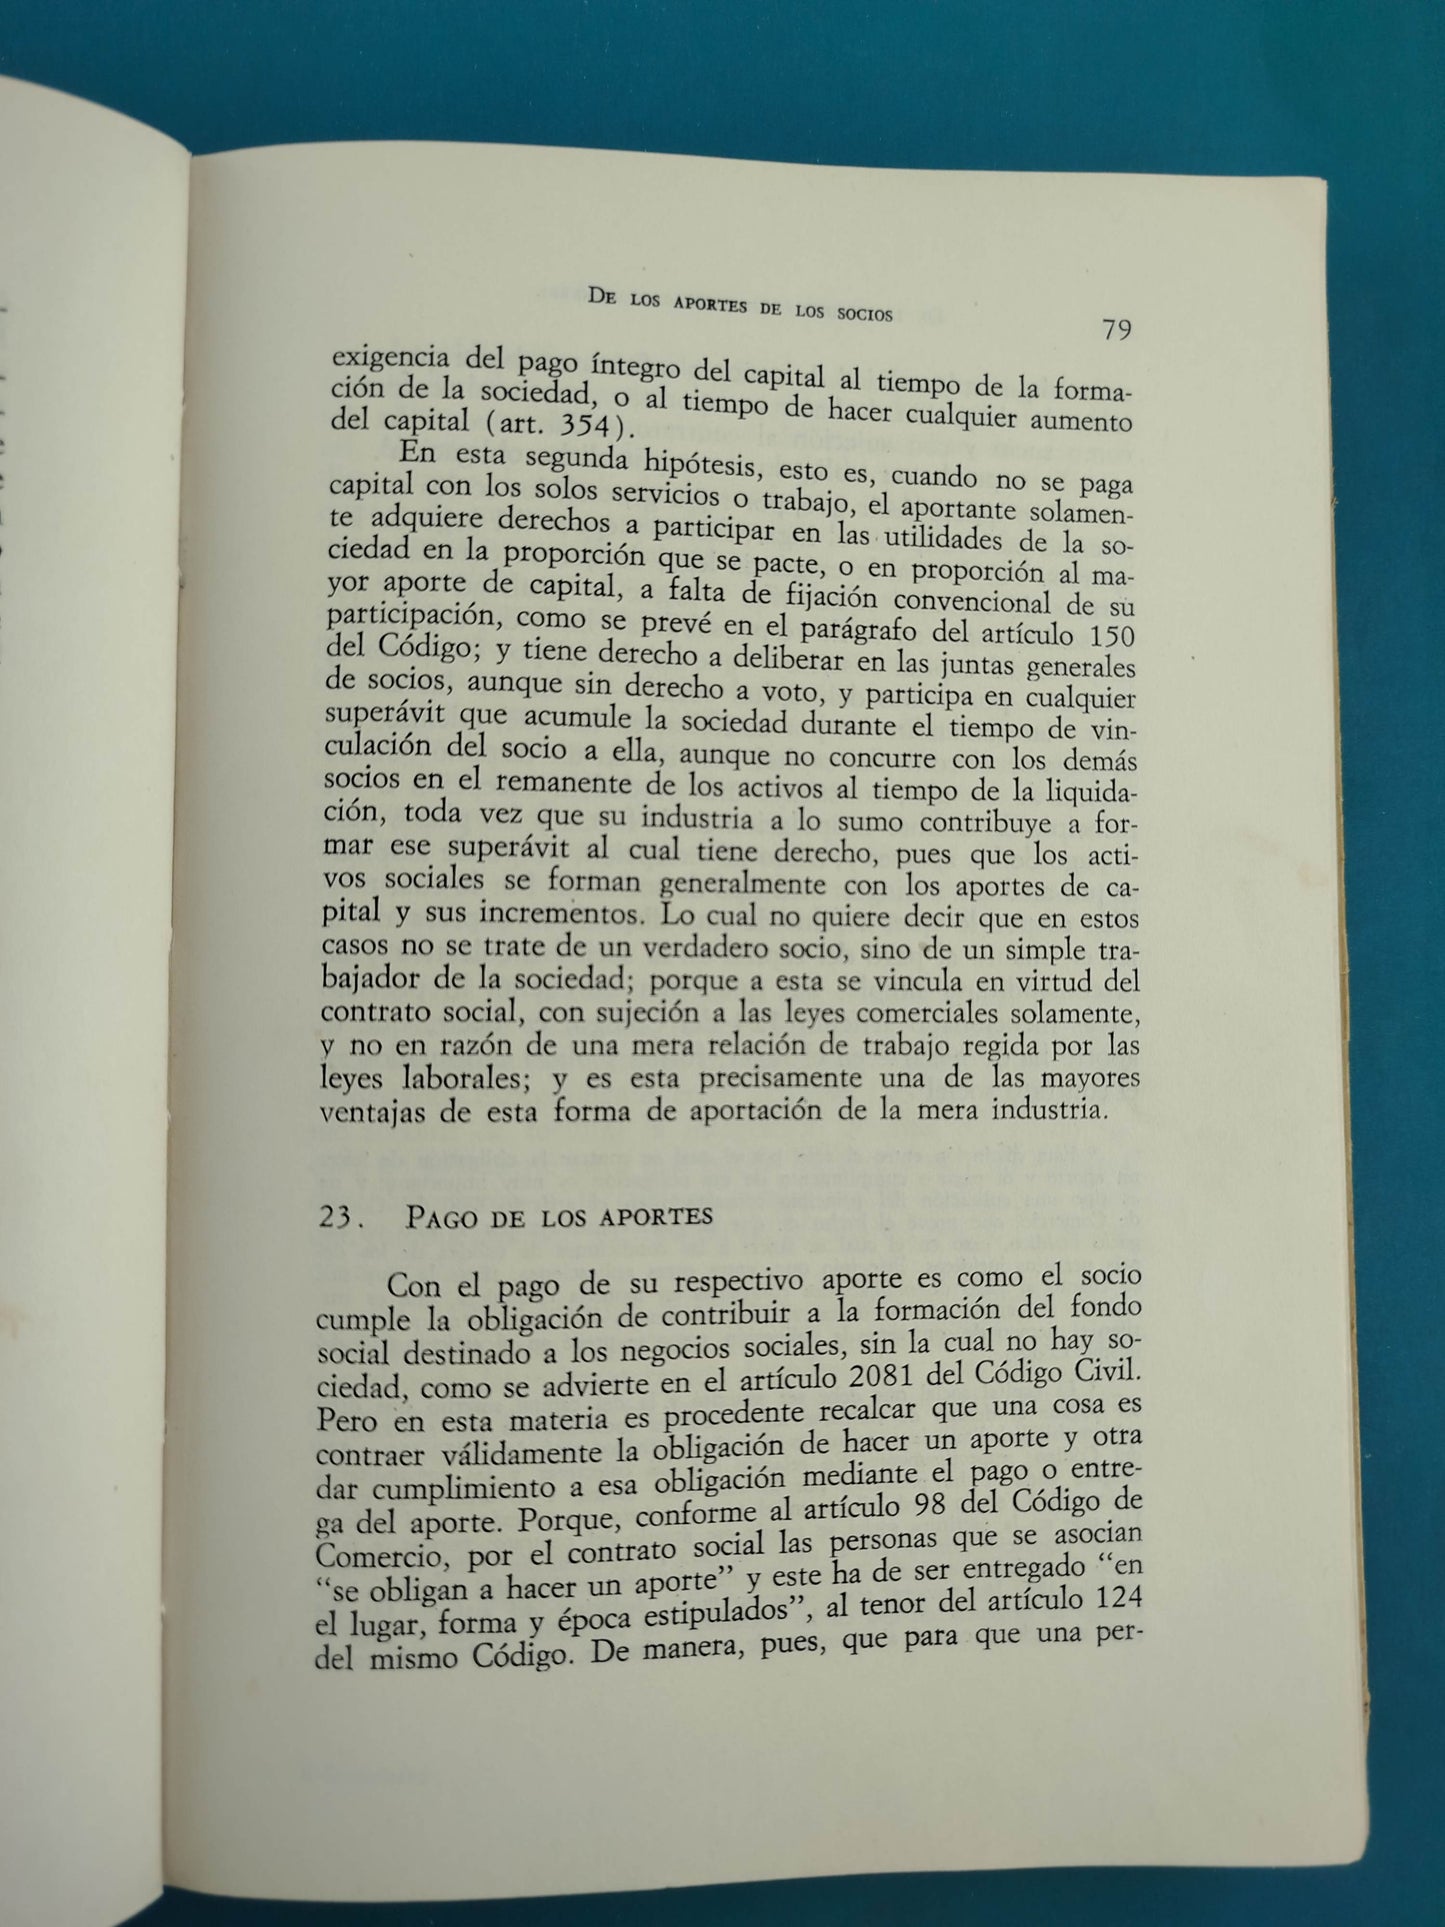 De los aportes de los socios
79
exigencia del pago íntegro del capital al tiempo de la forma-
ción de la sociedad, o al tiempo de hacer cualquier aumento
del capital (art. 354).
En esta segunda hipótesis, esto es, cuando no se paga
capital con los solos servicios o trabajo, el aportante solamen-
te adquiere derechos a participar en las utilidades de la so-
ciedad en la proporción que se pacte, o en proporción al ma-
yor aporte de capital, a falta de fijación convencional de su
participación, como se prevé en el parágrafo del artículo 150
del Código; y tiene derecho a deliberar en las juntas generales
de socios, aunque sin derecho a voto, y participa en cualquier
superávit que acumule la sociedad durante el tiempo de vin-
culación del socio a ella, aunque no concurre con los demás
socios en el remanente de los activos al tiempo de la liquida-
ción, toda vez que su industria a lo sumo contribuye a for-
mar ese superávit al cual tiene derecho, pues que los acti-
vos sociales se forman generalmente con los aportes de ca-
pital y sus incrementos. Lo cual no quiere decir que en estos
casos no se trate de un verdadero socio, sino de un simple tra-
bajador de la sociedad; porque a esta se vincula en virtud del
contrato social, con sujeción a las leyes comerciales solamente,
y no en razón de una mera relación de trabajo regida por las
leyes laborales; y es esta precisamente una de las mayores
ventajas de esta forma de aportación de la mera industria.
23. Pago de los aportes
Con el pago de su respectivo aporte es como el socio
cumple la obligación de contribuir a la formación del fondo
social destinado a los negocios sociales, sin la cual no hay so-
ciedad, como se advierte en el artículo 2081 del Código Civil.
Pero en esta materia es procedente recalcar que una cosa es
contraer válidamente la obligación de hacer un aporte y otra
dar cumplimiento a esa obligación mediante el pago o entre-
ga del aporte. Porque, conforme al artículo 98 del Código de
Comercio, por el contrato social las personas que se asocian
“se obligan a hacer un aporte” y este ha de ser entregado “en
el lugar, forma y época estipulados”, al tenor del artículo 124
del mismo Código. De manera, pues, que para que una per-